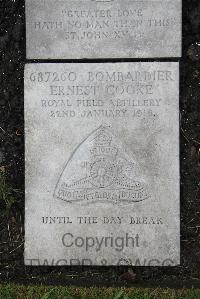 "GREATER LOVE
HATH NO MAN THAN THIS
ST. JOHN XV.
687260 BOMBARDIER
ERNEST COOKE
ROYAL FIELD ARTILLERY
22ND JANUARY 1918
UNTIL THE DAY BREAK
Copyright
TWGPP & CWGC